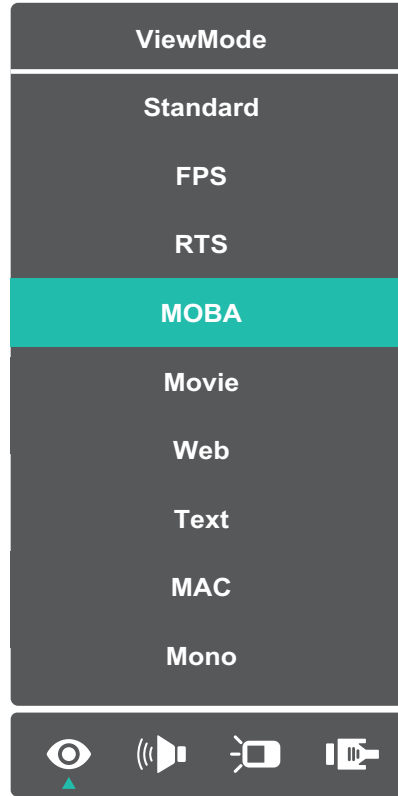 ViewMode
Standard
FPS
RTS
MOBA
Movie
Web
Text
MAC
Mono